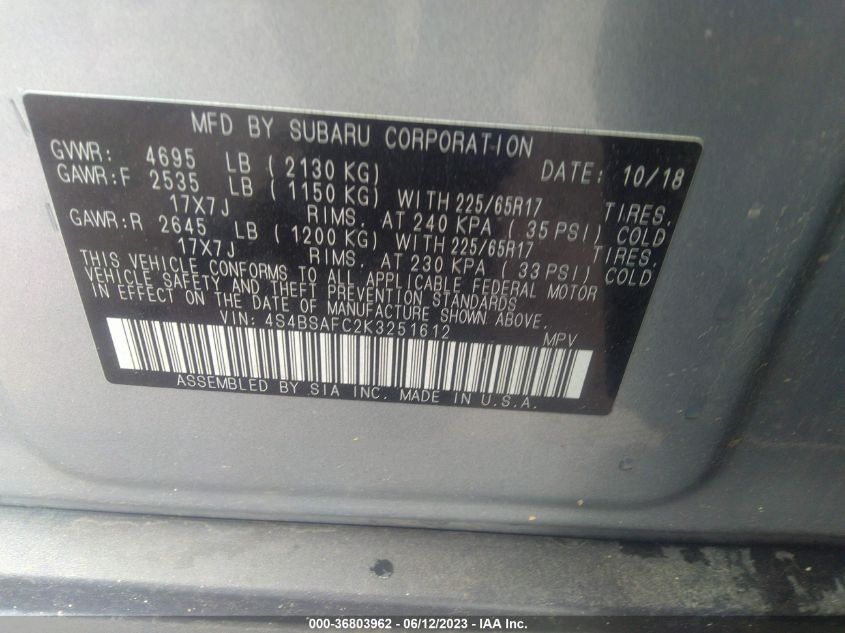 MFD BY SUBARU CORPORATION
GVWR: 4695 LB ( 2130 KG) DATE: 10/18
GAWR:F 2535 LB ( 1150 KG) WITH 225/65R17 TIRES.
17X7J RIMS. AT 240 KPA ( 35 PSI) COLD
GAWR:R 2645 LB ( 1200 KG) WITH 225/65R17 TIRES.
17X7J RIMS. AT 230 KPA ( 33 PSI) COLD
THIS VEHICLE CONFORMS TO ALL APPLICABLE FEDERAL MOTOR
VEHICLE SAFETY AND THEFT PREVENTION STANDARDS
IN EFFECT ON THE DATE OF MANUFACTURE SHOWN ABOVE.
VIN: 4S4BSAFC2K3251612 MPV
ASSEMBLED BY SIA INC. MADE IN U.S.A.
000-36803962 - 06/12/2023 - IAA Inc.